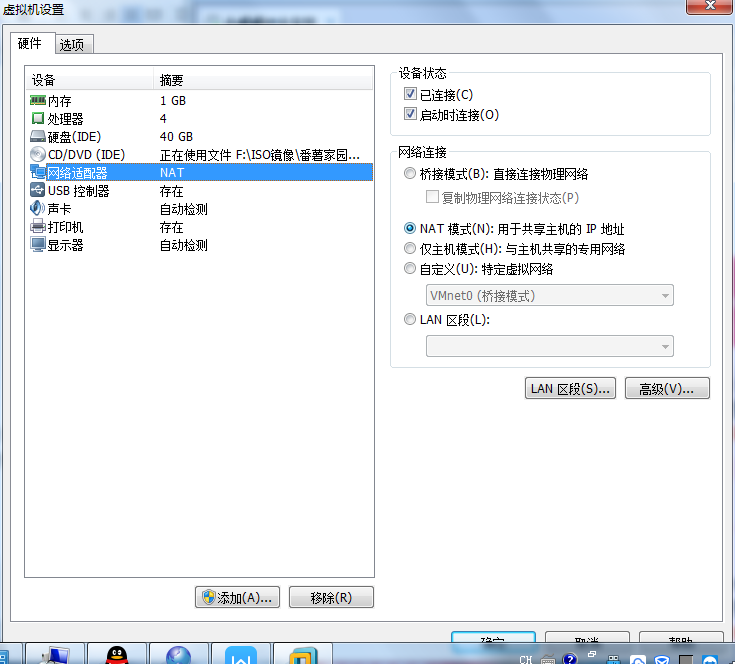 虚拟机设置
硬件
选项
设备 摘要
内存 1 GB
处理器 4
硬盘(IDE) 40 GB
CD/DVD (IDE) 正在使用文件 F:\ISO镜像\番薯家园...
网络适配器 NAT
USB 控制器 存在
声卡 自动检测
打印机 存在
显示器 自动检测
添加(A)...
移除(R)
设备状态
已连接(C)
启动时连接(O)
网络连接
桥接模式(B): 直接连接物理网络
复制物理网络连接状态(P)
NAT 模式(N): 用于共享主机的 IP 地址
仅主机模式(H): 与主机共享的专用网络
自定义(U): 特定虚拟网络
VMnet0 (桥接模式)
LAN 区段(L):
LAN 区段(S)...
高级(V)...
确定
取消
帮助
CH